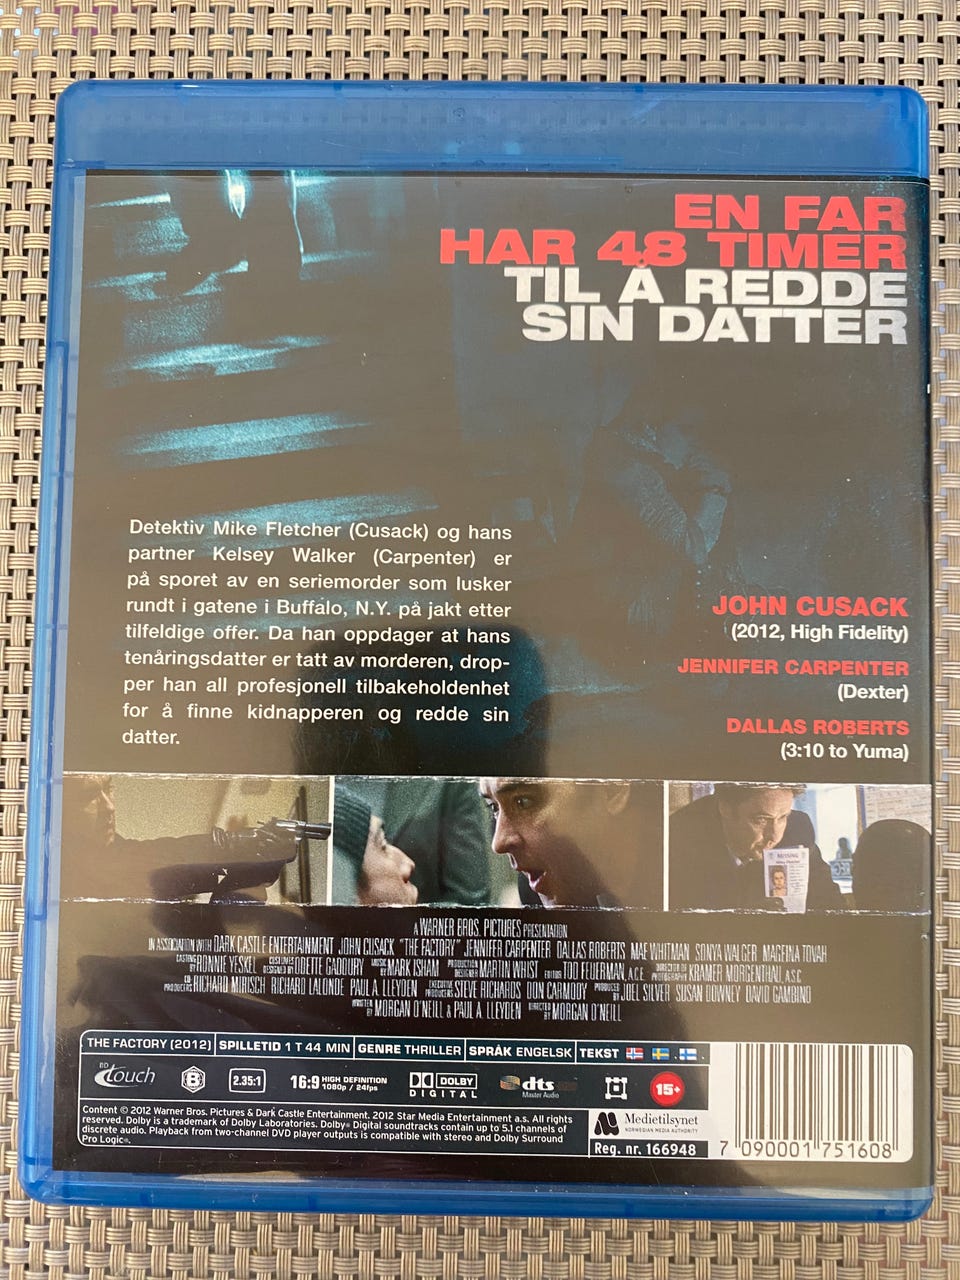 EN FAR
HAR 48 TIMER
TIL Å REDDE
SIN DATTER
Detektiv Mike Fletcher (Cusack) og hans
partner Kelsey Walker (Carpenter) er
på sporet av en seriemorder som lusker
rundt i gatene i Buffalo, N.Y. på jakt etter
tilfeldige offer. Da han oppdager at hans
tenåringsdatter er tatt av morderen, drop-
per han all profesjonell tilbakeholdenhet
for å finne kidnapperen og redde sin
datter.
JOHN CUSACK
(2012, High Fidelity)
JENNIFER CARPENTER
(Dexter)
DALLAS ROBERTS
(3:10 to Yuma)
MISSING
A WARNER BROS. PICTURES PRESENTATION
IN ASSOCIATION WITH DARK CASTLE ENTERTAINMENT JOHN CUSACK "THE FACTORY" JENNIFER CARPENTER DALLAS ROBERTS MAE WHITMAN SONYA WALGER MAGEINA TOVAH
CASTING BY RONNIE YESKEL COSTUMES DESIGNED BY ODETTE GADOURY MUSIC BY MARK ISHAM PRODUCTION DESIGNER MARTIN WHIST EDITOR TOD FEUERMAN, A.C.E. DIRECTOR OF PHOTOGRAPHY KRAMER MORGENTHAU, A.S.C.
CO-PRODUCERS RICHARD MIRISCH RICHARD LALONDE PAUL A. LLEYDEN EXECUTIVE PRODUCERS STEVE RICHARDS DON CARMODY PRODUCED BY JOEL SILVER SUSAN DOWNEY DAVID GAMBINO
WRITTEN BY MORGAN O'NEILL & PAUL A. LLEYDEN DIRECTED BY MORGAN O'NEILL
THE FACTORY (2012) SPILLETID 1 T 44 MIN GENRE THRILLER SPRÅK ENGELSK TEKST
BD touch B 2.35:1 16:9 HIGH DEFINITION 1080p / 24fps DOLBY DIGITAL dts Master Audio 15+
Content © 2012 Warner Bros. Pictures & Dark Castle Entertainment. 2012 Star Media Entertainment a.s. All rights
reserved. Dolby is a trademark of Dolby Laboratories. Dolby® Digital soundtracks contain up to 5.1 channels of
discrete audio. Playback from two-channel DVD player outputs is compatible with stereo and Dolby Surround
Pro Logic®.
Medietilsynet
NORWEGIAN MEDIA AUTHORITY
Reg. nr. 166948
7 090001 751608